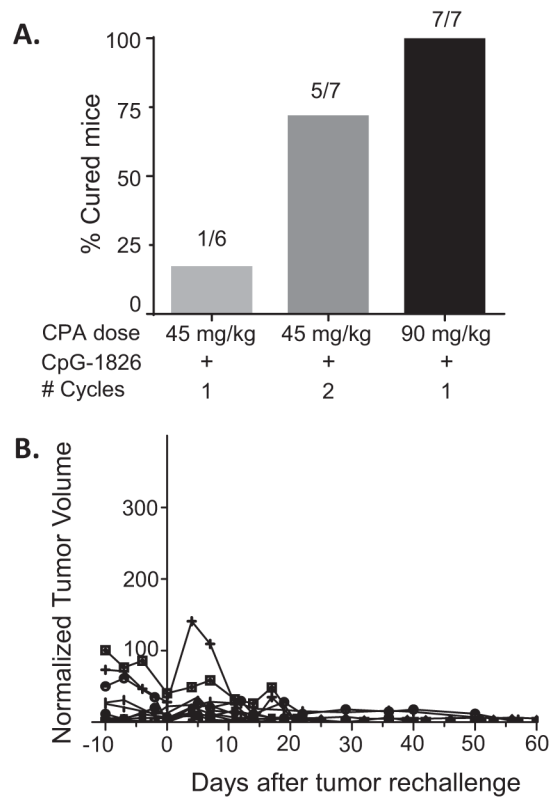 A.
% Cured mice
100
75
50
25
0
1/6
5/7
7/7
CPA dose 45 mg/kg 45 mg/kg 90 mg/kg
CpG-1826 + + +
# Cycles 1 2 1
B.
Normalized Tumor Volume
300
200
100
-10 0 10 20 30 40 50 60
Days after tumor rechallenge